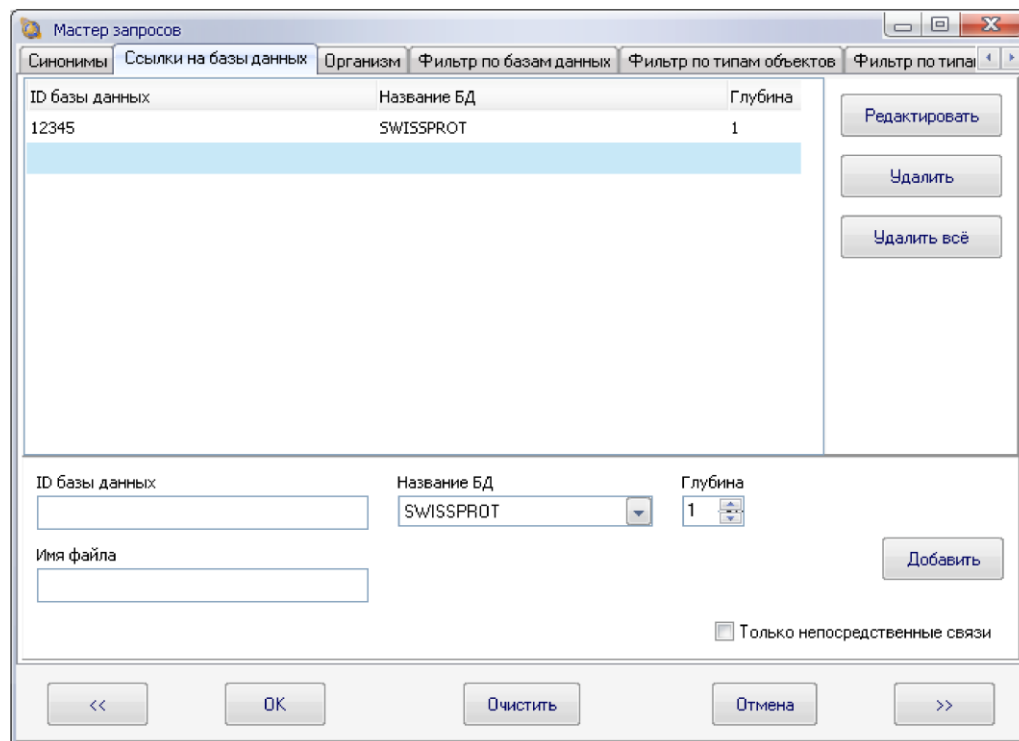 Мастер запросов
Синонимы Ссылки на базы данных Организм Фильтр по базам данных Фильтр по типам объектов Фильтр по типа
ID базы данных Название БД Глубина
12345 SWISSPROT 1
Редактировать
Удалить
Удалить всё
ID базы данных Название БД Глубина
SWISSPROT 1
Имя файла
Добавить
Только непосредственные связи
<< OK Очистить Отмена >>